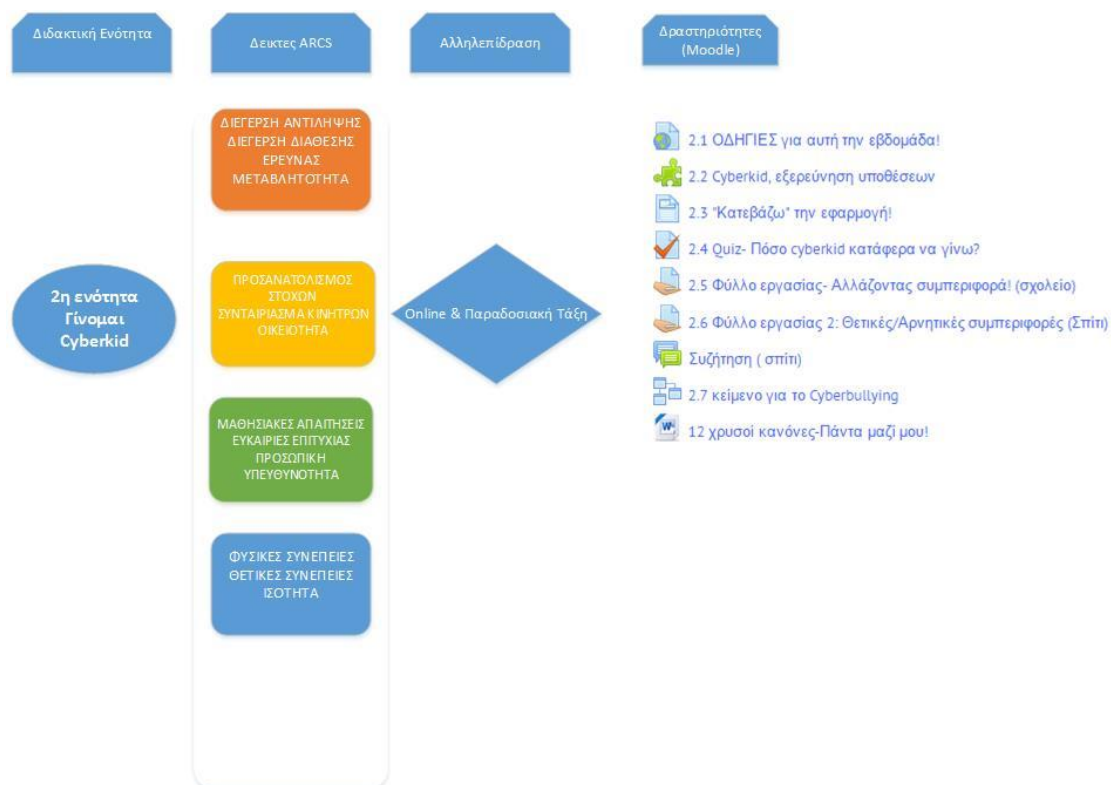 Διδακτική Ενότητα
Δεικτες ARCS
Αλληλεπίδραση
Δραστηριότητες
(Moodle)
2η ενότητα
Γίνομαι
Cyberkid
ΔΙΕΓΕΡΣΗ ΑΝΤΙΛΗΨΗΣ
ΔΙΕΓΕΡΣΗ ΔΙΑΘΕΣΗΣ
ΕΡΕΥΝΑΣ
ΜΕΤΑΒΛΗΤΟΤΗΤΑ
ΠΡΟΣΑΝΑΤΟΛΙΣΜΟΣ
ΣΤΟΧΩΝ
ΣΥΝΤΑΙΡΙΑΣΜΑ ΚΙΝΗΤΡΩΝ
ΟΙΚΕΙΟΤΗΤΑ
ΜΑΘΗΣΙΑΚΕΣ ΑΠΑΙΤΗΣΕΙΣ
ΕΥΚΑΙΡΙΕΣ ΕΠΙΤΥΧΙΑΣ
ΠΡΟΣΩΠΙΚΗ
ΥΠΕΥΘΥΝΟΤΗΤΑ
ΦΥΣΙΚΕΣ ΣΥΝΕΠΕΙΕΣ
ΘΕΤΙΚΕΣ ΣΥΝΕΠΕΙΕΣ
ΙΣΟΤΗΤΑ
Online & Παραδοσιακή Τάξη
2.1 ΟΔΗΓΙΕΣ για αυτή την εβδομάδα!
2.2 Cyberkid, εξερεύνηση υποθέσεων
2.3 "Κατεβάζω" την εφαρμογή!
2.4 Quiz- Πόσο cyberkid κατάφερα να γίνω?
2.5 Φύλλο εργασίας- Αλλάζοντας συμπεριφορά! (σχολείο)
2.6 Φύλλο εργασίας 2: Θετικές/Αρνητικές συμπεριφορές (Σπίτι)
Συζήτηση ( σπίτι)
2.7 κείμενο για το Cyberbullying
12 χρυσοί κανόνες-Πάντα μαζί μου!